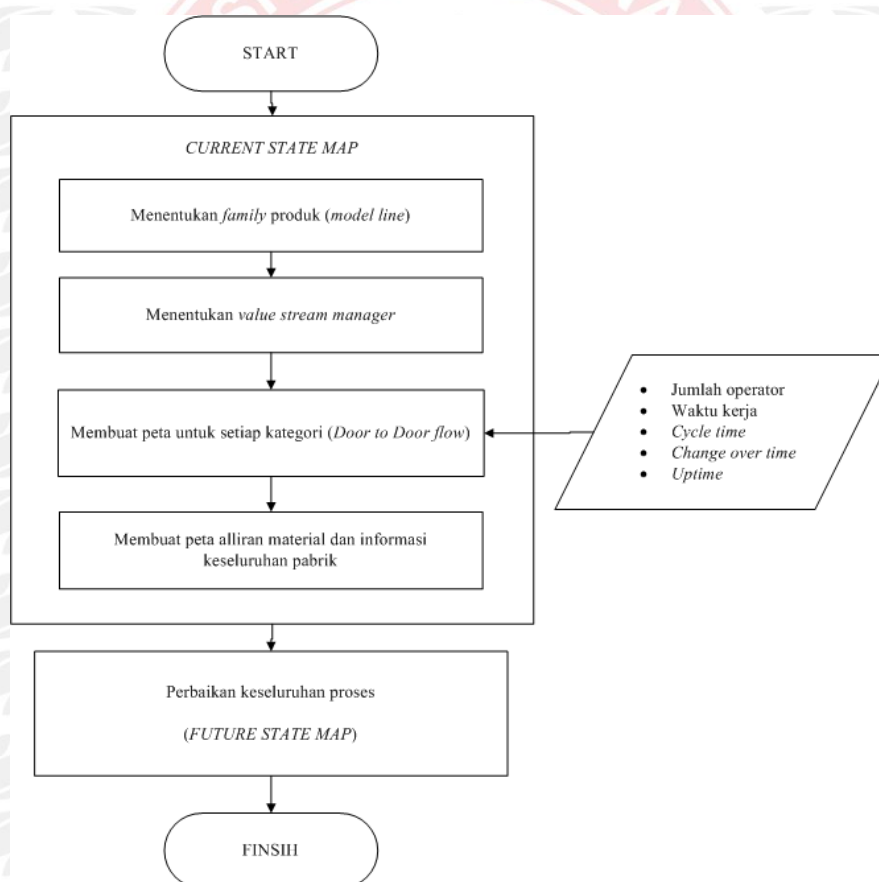 START
CURRENT STATE MAP
Menentukan family produk (model line)
Menentukan value stream manager
Membuat peta untuk setiap kategori (Door to Door flow)
• Jumlah operator
• Waktu kerja
• Cycle time
• Change over time
• Uptime
Membuat peta alliran material dan informasi
keseluruhan pabrik
Perbaikan keseluruhan proses
(FUTURE STATE MAP)
FINSIH